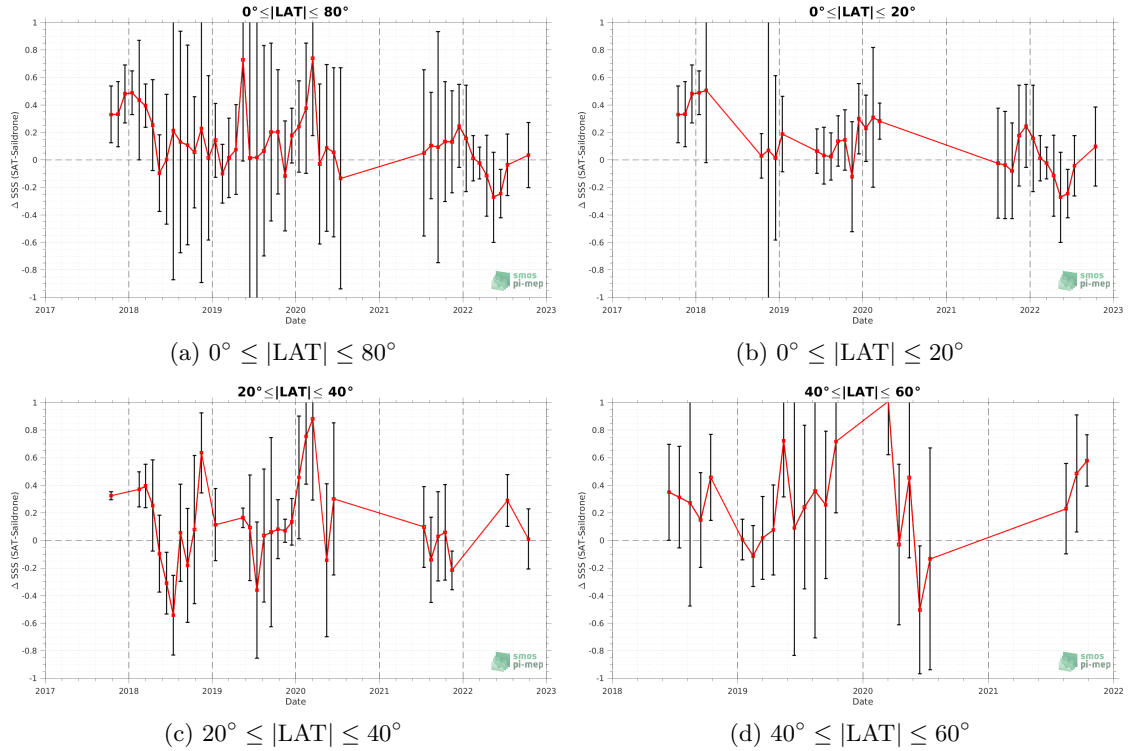 0°≤|LAT|≤ 80°
1
0.8
0.6
0.4
0.2
0
-0.2
-0.4
-0.6
-0.8
-1
Δ SSS (SAT-Saildrone)
2017 2018 2019 2020 2021 2022 2023
Date
smos
pi-mep
(a) 0° ≤ |LAT| ≤ 80°
0°≤|LAT|≤ 20°
1
0.8
0.6
0.4
0.2
0
-0.2
-0.4
-0.6
-0.8
-1
Δ SSS (SAT-Saildrone)
2017 2018 2019 2020 2021 2022 2023
Date
smos
pi-mep
(b) 0° ≤ |LAT| ≤ 20°
20°≤|LAT|≤ 40°
1
0.8
0.6
0.4
0.2
0
-0.2
-0.4
-0.6
-0.8
-1
Δ SSS (SAT-Saildrone)
2017 2018 2019 2020 2021 2022 2023
Date
smos
pi-mep
(c) 20° ≤ |LAT| ≤ 40°
40°≤|LAT|≤ 60°
1
0.8
0.6
0.4
0.2
0
-0.2
-0.4
-0.6
-0.8
-1
Δ SSS (SAT-Saildrone)
2018 2019 2020 2021 2022
Date
smos
pi-mep
(d) 40° ≤ |LAT| ≤ 60°